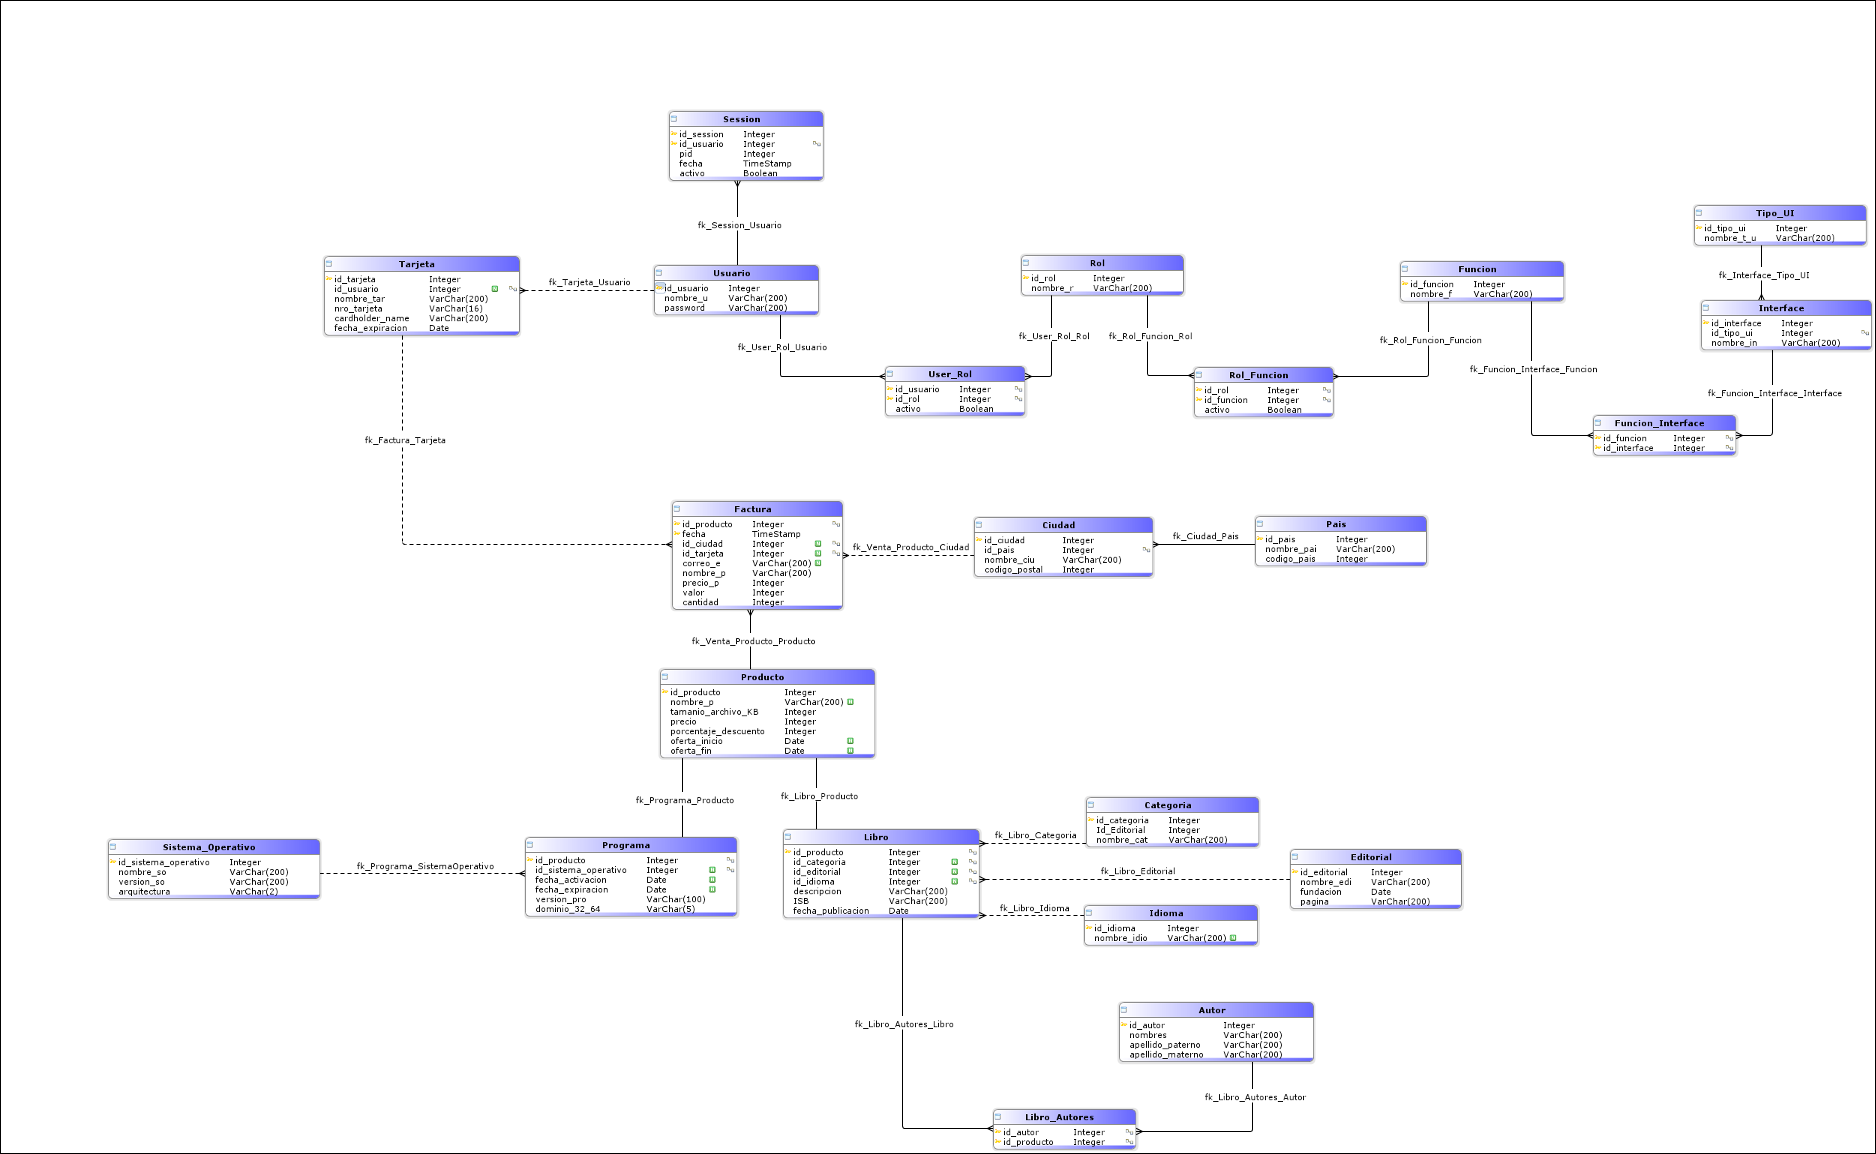 Session
id_session Integer
id_usuario Integer
pid Integer
fecha TimeStamp
activo Boolean
fk_Session_Usuario
Tipo_UI
id_tipo_ui Integer
nombre_t_u VarChar(200)
fk_Interface_Tipo_UI
Tarjeta
id_tarjeta Integer
id_usuario Integer
nombre_tar VarChar(200)
nro_tarjeta VarChar(16)
cardholder_name VarChar(200)
fecha_expiracion Date
fk_Tarjeta_Usuario
Usuario
id_usuario Integer
nombre_u VarChar(200)
password VarChar(200)
fk_User_Rol_Usuario
Rol
id_rol Integer
nombre_r VarChar(200)
fk_User_Rol_Rol
fk_Rol_Funcion_Rol
Funcion
id_funcion Integer
nombre_f VarChar(200)
fk_Rol_Funcion_Funcion
fk_Funcion_Interface_Funcion
Interface
id_interface Integer
id_tipo_ui Integer
nombre_in VarChar(200)
fk_Funcion_Interface_Interface
User_Rol
id_usuario Integer
id_rol Integer
activo Boolean
Rol_Funcion
id_rol Integer
id_funcion Integer
activo Boolean
Funcion_Interface
id_funcion Integer
id_interface Integer
fk_Factura_Tarjeta
Factura
id_producto Integer
fecha TimeStamp
id_ciudad Integer
id_tarjeta Integer
correo_e VarChar(200)
nombre_p VarChar(200)
precio_p Integer
valor Integer
cantidad Integer
fk_Venta_Producto_Ciudad
Ciudad
id_ciudad Integer
id_pais Integer
nombre_ciu VarChar(200)
codigo_postal Integer
fk_Ciudad_Pais
Pais
id_pais Integer
nombre_pai VarChar(200)
codigo_pais Integer
fk_Venta_Producto_Producto
Producto
id_producto Integer
nombre_p VarChar(200)
tamanio_archivo_KB Integer
precio Integer
porcentaje_descuento Integer
oferta_inicio Date
oferta_fin Date
fk_Programa_Producto
fk_Libro_Producto
Sistema_Operativo
id_sistema_operativo Integer
nombre_so VarChar(200)
version_so VarChar(200)
arquitectura VarChar(2)
fk_Programa_SistemaOperativo
Programa
id_producto Integer
id_sistema_operativo Integer
fecha_activacion Date
fecha_expiracion Date
version_pro VarChar(100)
dominio_32_64 VarChar(5)
Libro
id_producto Integer
id_categoria Integer
id_editorial Integer
id_idioma Integer
descripcion VarChar(200)
ISB VarChar(200)
fecha_publicacion Date
fk_Libro_Categoria
Categoria
id_categoria Integer
Id_Editorial Integer
nombre_cat VarChar(200)
fk_Libro_Editorial
Editorial
id_editorial Integer
nombre_edi VarChar(200)
fundacion Date
pagina VarChar(200)
fk_Libro_Idioma
Idioma
id_idioma Integer
nombre_idio VarChar(200)
fk_Libro_Autores_Libro
Autor
id_autor Integer
nombres VarChar(200)
apellido_paterno VarChar(200)
apellido_materno VarChar(200)
fk_Libro_Autores_Autor
Libro_Autores
id_autor Integer
id_producto Integer